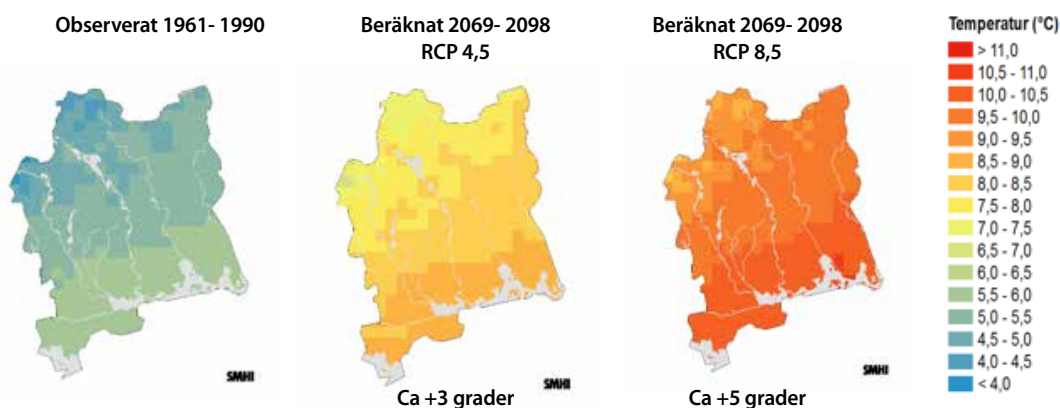 Observerat 1961- 1990
Beräknat 2069- 2098
RCP 4,5
Beräknat 2069- 2098
RCP 8,5
Temperatur (°C)
> 11,0
10,5 - 11,0
10,0 - 10,5
9,5 - 10,0
9,0 - 9,5
8,5 - 9,0
8,0 - 8,5
7,5 - 8,0
7,0 - 7,5
6,5 - 7,0
6,0 - 6,5
5,5 - 6,0
5,0 - 5,5
4,5 - 5,0
4,0 - 4,5
< 4,0
SMHI
SMHI
SMHI
Ca +3 grader
Ca +5 grader